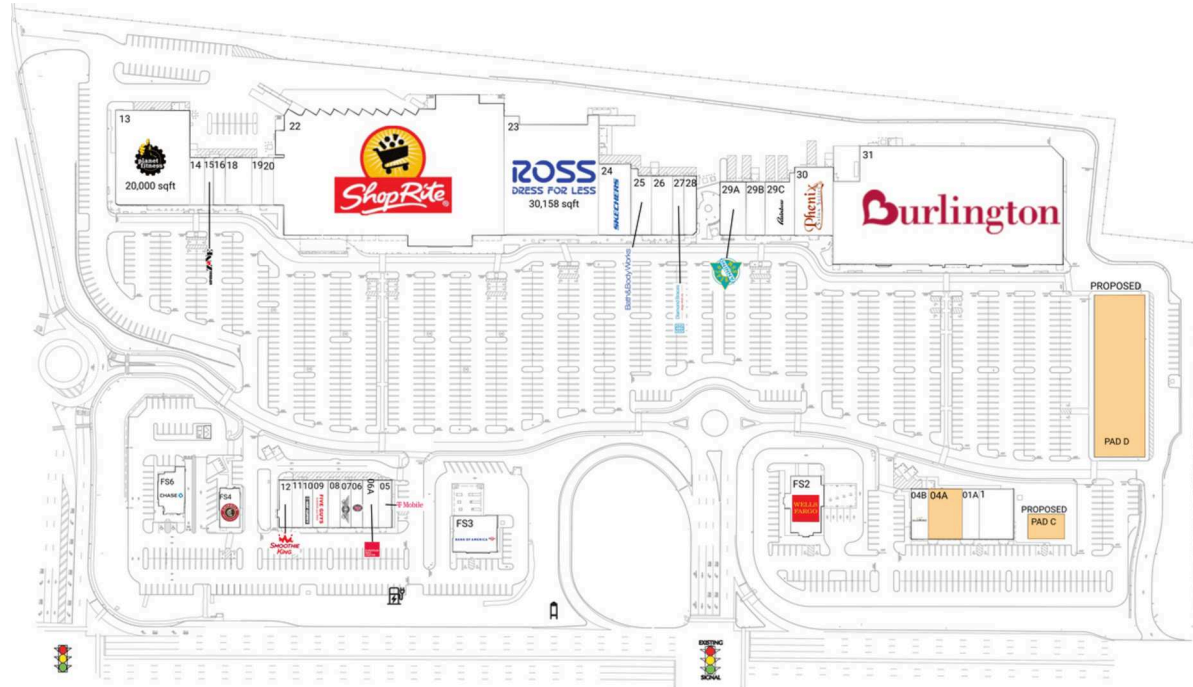 13
planet
fitness
20,000 sqft
14
15
16
18
19
20
22
ShopRite
23
ROSS
DRESS FOR LESS
30,158 sqft
24
SKECHERS
25
26
27
28
Bath&BodyWorks
29A
29B
29C
Rainbow
30
Phenix
31
Burlington
PROPOSED
PAD D
FS6
CHASE
FS4
12
11
10
09
08
07
06
06A
05
FIVE GUYS
T Mobile
SMOOTHIE
KING
FS3
BANK OF AMERICA
FS2
WELLS
FARGO
04B
04A
01A
1
PROPOSED
PAD C
EXISTING
SIGNAL